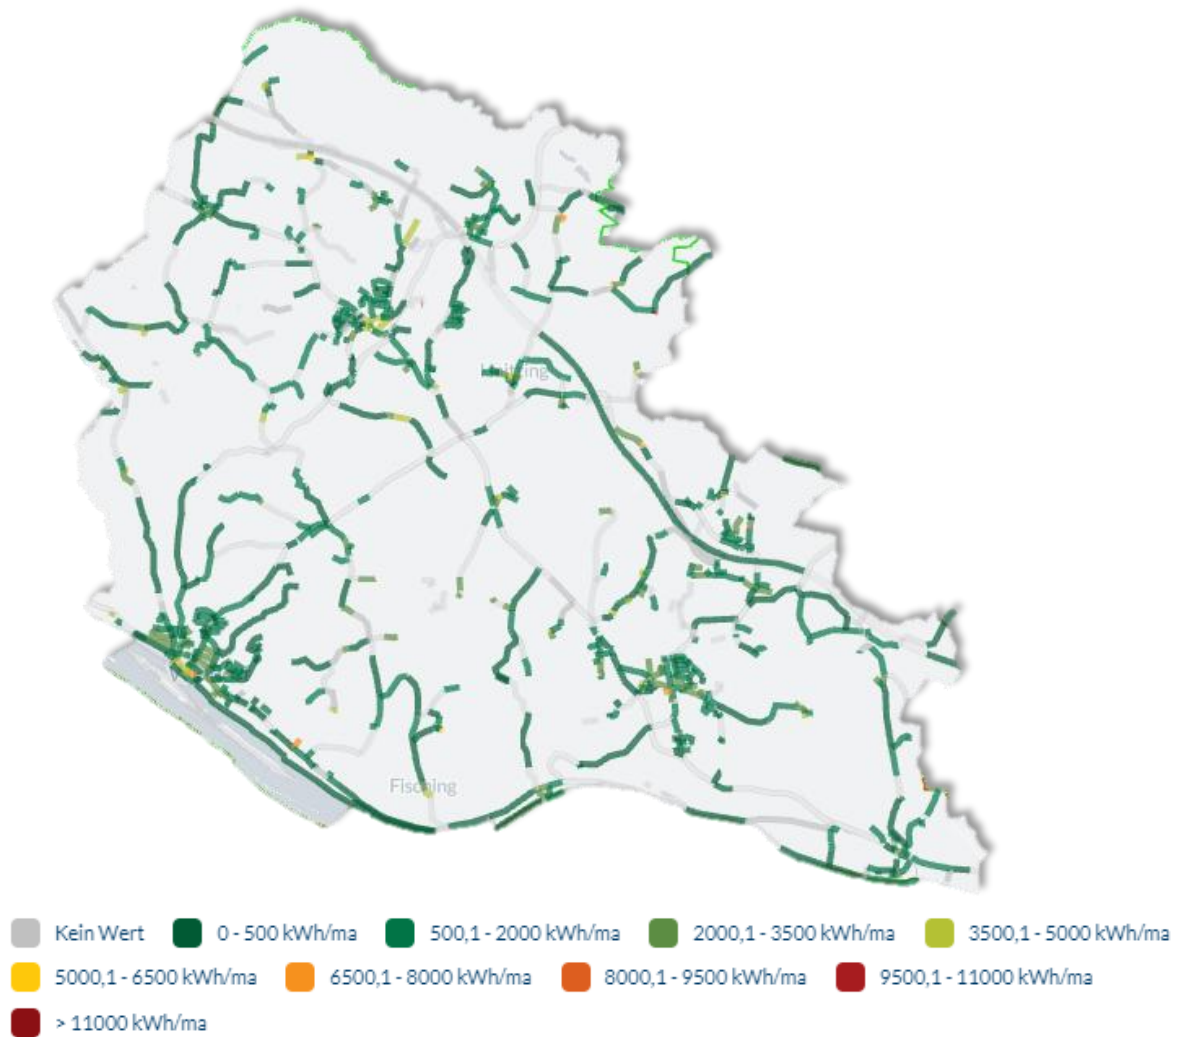 Fisching
Kein Wert
0 - 500 kWh/ma
500,1 - 2000 kWh/ma
2000,1 - 3500 kWh/ma
3500,1 - 5000 kWh/ma
5000,1 - 6500 kWh/ma
6500,1 - 8000 kWh/ma
8000,1 - 9500 kWh/ma
9500,1 - 11000 kWh/ma
> 11000 kWh/ma